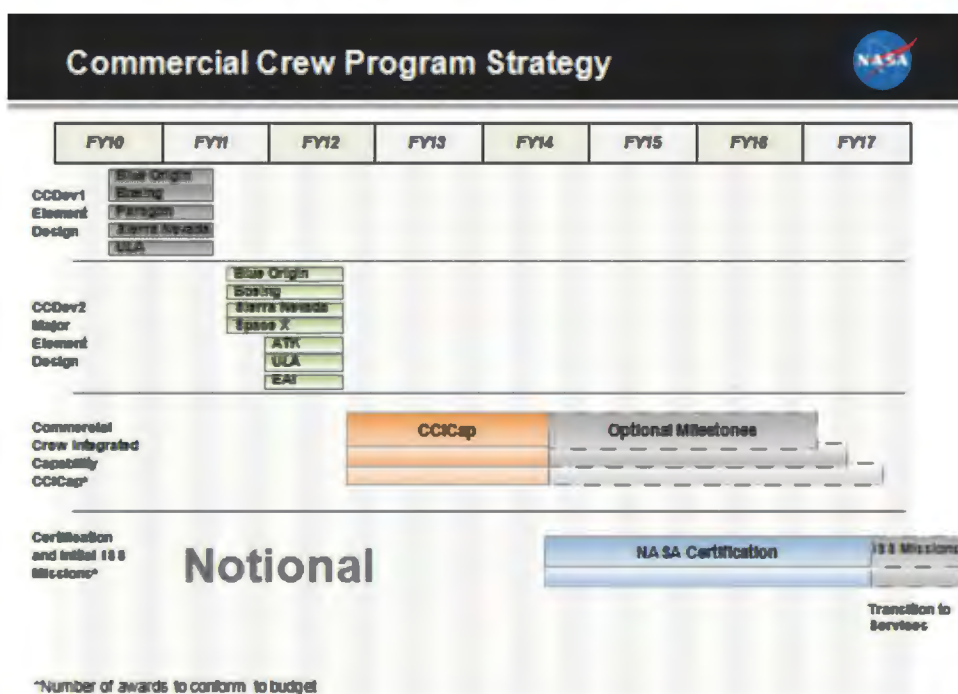 Commercial Crew Program Strategy
NASA
FY10 FY11 FY12 FY13 FY14 FY15 FY16 FY17
CCDev1
Element
Design
Blue Origin
Boeing
Paragon
Sierra Nevada
ULA
CCDev2
Major
Element
Design
Blue Origin
Boeing
Sierra Nevada
Space X
ATK
ULA
EAI
Commercial
Crew Integrated
Capability
CCiCap*
CCiCap
Optional Milestones
Certification
and Initial ISS
Missions*
Notional
NASA Certification
ISS Missions
Transition to
Services
*Number of awards to conform to budget